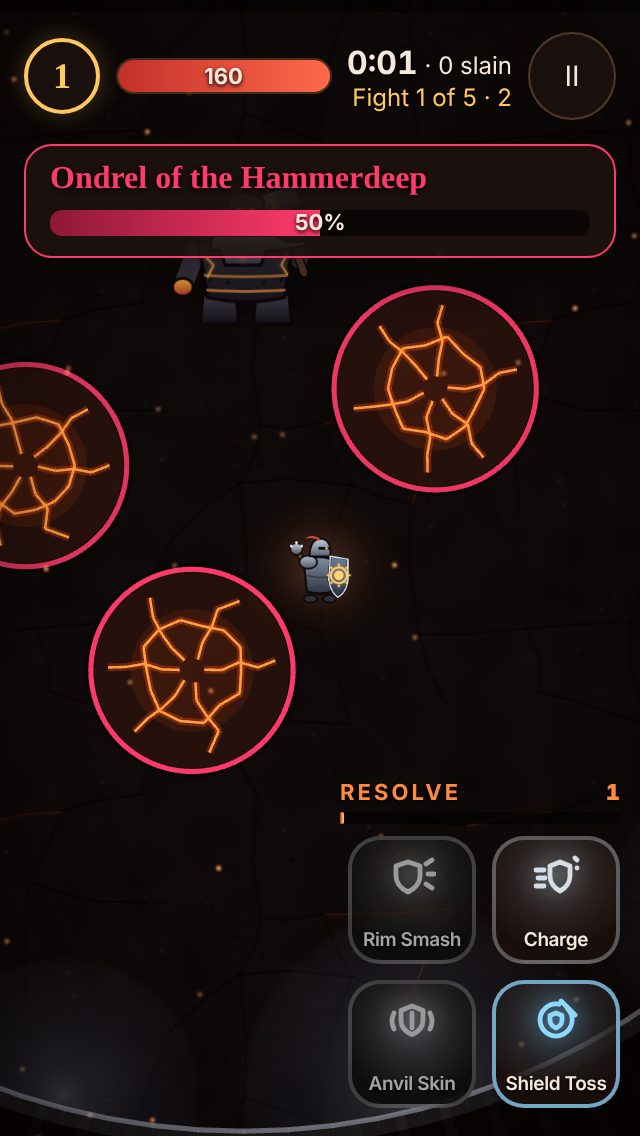 1
160
0:01 · 0 slain
Fight 1 of 5 · 2
Ondrel of the Hammerdeep
50%
RESOLVE 1
Rim Smash
Charge
Anvil Skin
Shield Toss